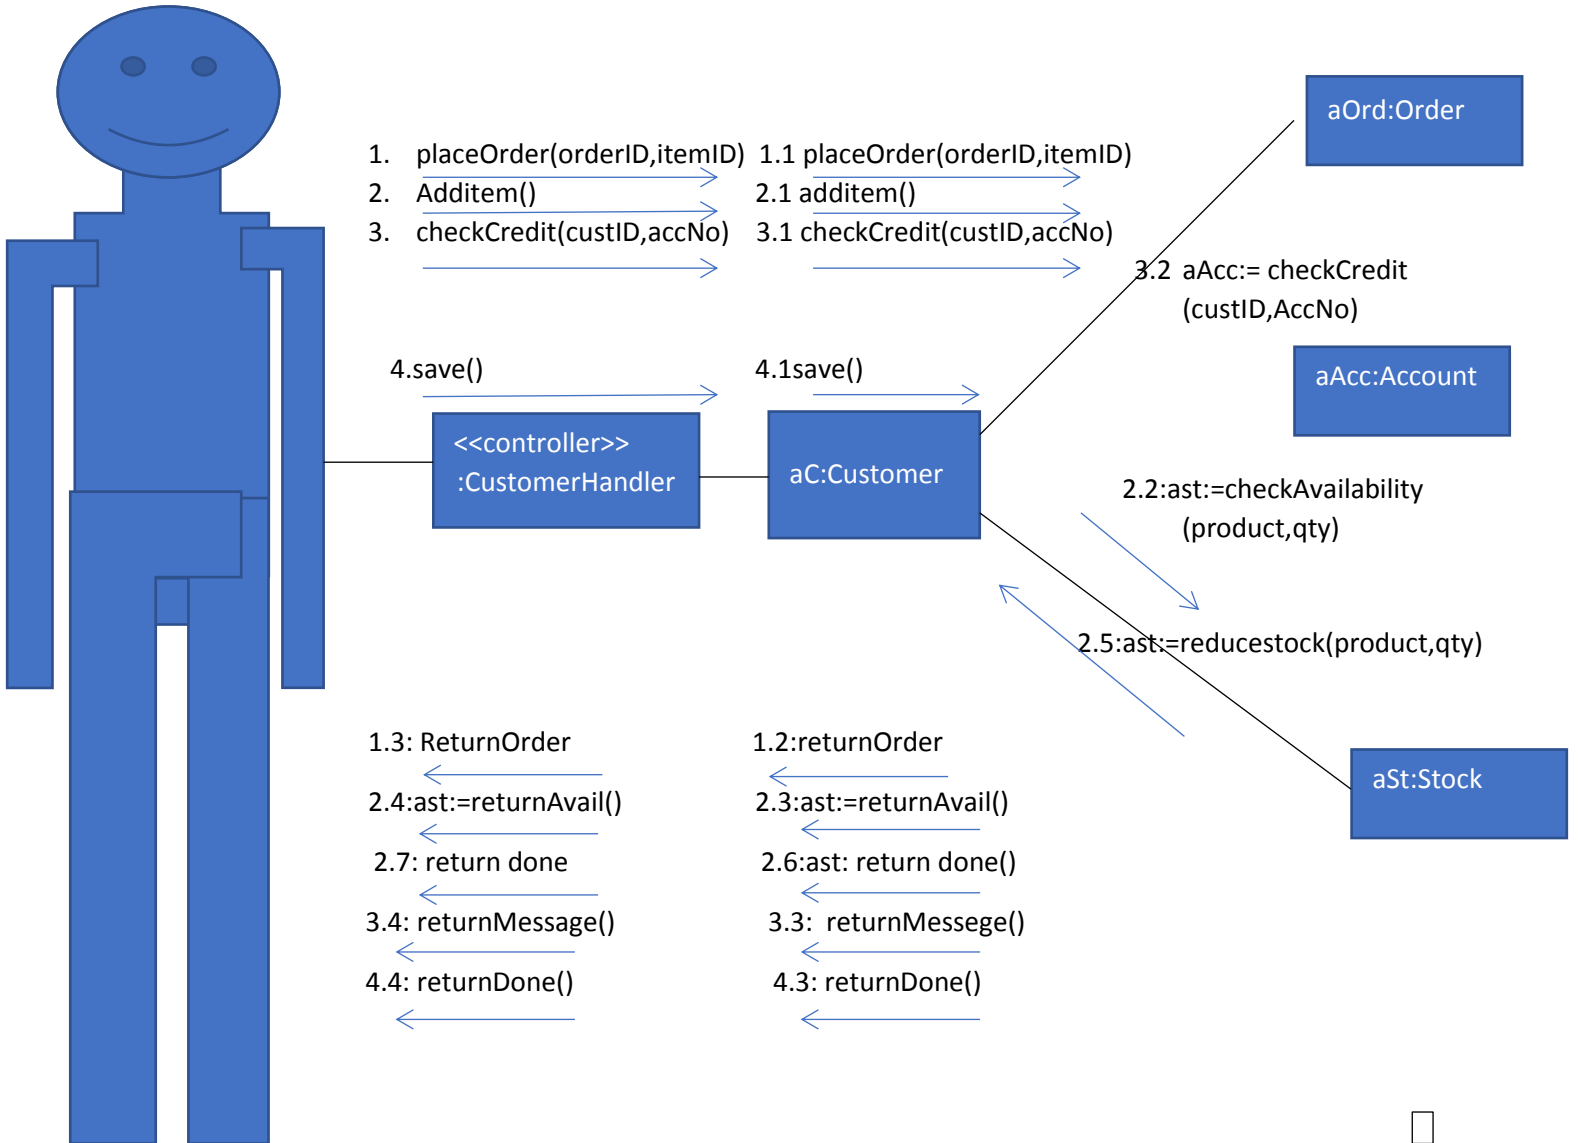 aOrd:Order
1. placeOrder(orderID,itemID) 1.1 placeOrder(orderID,itemID)
2. Additem() 2.1 additem()
3. checkCredit(custID,accNo) 3.1 checkCredit(custID,accNo)
3.2 aAcc:= checkCredit
(custID,AccNo)
4.save() 4.1save()
aAcc:Account
<<controller>>
:CustomerHandler
aC:Customer
2.2:ast:=checkAvailability
(product,qty)
2.5:ast:=reducestock(product,qty)
1.3: ReturnOrder 1.2:returnOrder
aSt:Stock
2.4:ast:=returnAvail() 2.3:ast:=returnAvail()
2.7: return done 2.6:ast: return done()
3.4: returnMessage() 3.3: returnMessege()
4.4: returnDone() 4.3: returnDone()